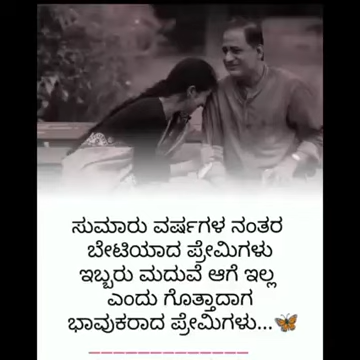 ಸುಮಾರು ವರ್ಷಗಳ ನಂತರ
ಬೇಟಿಯಾದ ಪ್ರೇಮಿಗಳು
ಇಬ್ಬರು ಮದುವೆ ಆಗೆ ಇಲ್ಲ
ಎಂದು ಗೊತ್ತಾದಾಗ
ಭಾವುಕರಾದ ಪ್ರೇಮಿಗಳು...🦋